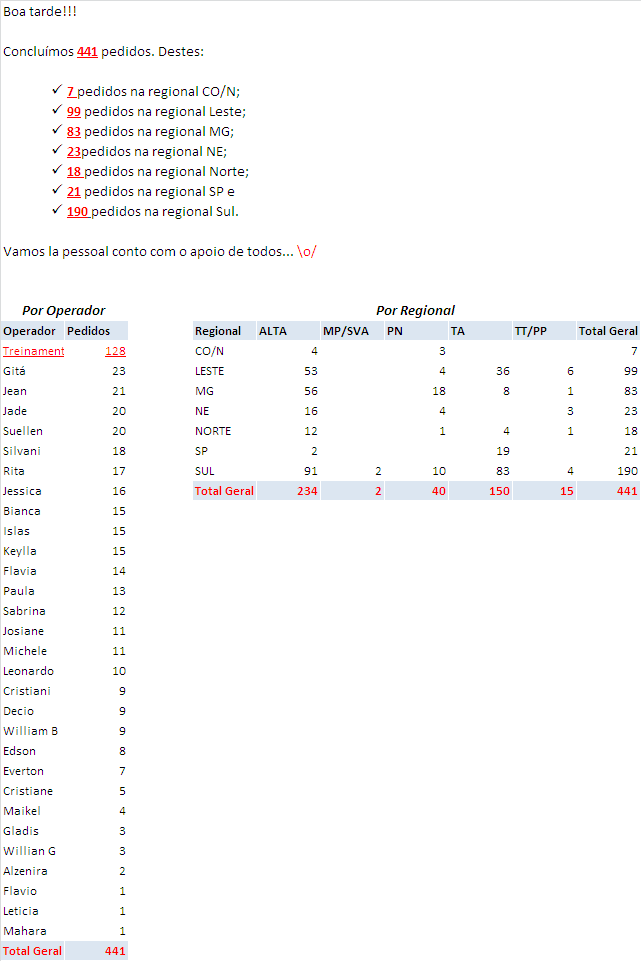 Boa tarde!!!
Concluímos 441 pedidos. Destes:
✓ 7 pedidos na regional CO/N;
✓ 99 pedidos na regional Leste;
✓ 83 pedidos na regional MG;
✓ 23pedidos na regional NE;
✓ 18 pedidos na regional Norte;
✓ 21 pedidos na regional SP e
✓ 190 pedidos na regional Sul.
Vamos la pessoal conto com o apoio de todos... \o/
Por Operador
Operador Pedidos
Treinament 128
Gitá 23
Jean 21
Jade 20
Suellen 20
Silvani 18
Rita 17
Jessica 16
Bianca 15
Islas 15
Keylla 15
Flavia 14
Paula 13
Sabrina 12
Josiane 11
Michele 11
Leonardo 10
Cristiani 9
Decio 9
William B 9
Edson 8
Everton 7
Cristiane 5
Maikel 4
Gladis 3
Willian G 3
Alzenira 2
Flavio 1
Leticia 1
Mahara 1
Total Geral 441
Por Regional
Regional ALTA MP/SVA PN TA TT/PP Total Geral
CO/N 4 3 7
LESTE 53 4 36 6 99
MG 56 18 8 1 83
NE 16 4 3 23
NORTE 12 1 4 1 18
SP 2 19 21
SUL 91 2 10 83 4 190
Total Geral 234 2 40 150 15 441